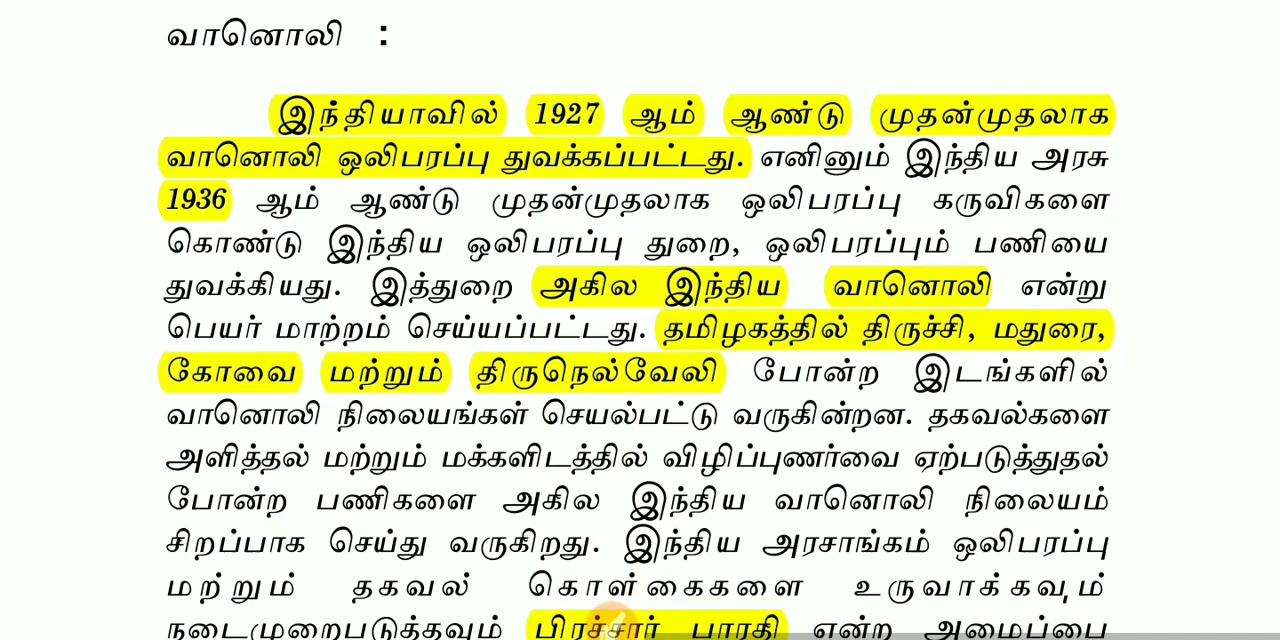 வானொலி :
இந்தியாவில் 1927 ஆம் ஆண்டு முதன்முதலாக
வானொலி ஒலிபரப்பு துவக்கப்பட்டது. எனினும் இந்திய அரசு
1936 ஆம் ஆண்டு முதன்முதலாக ஒலிபரப்பு கருவிகளை
கொண்டு இந்திய ஒலிபரப்பு துறை, ஒலிபரப்பும் பணியை
துவக்கியது. இத்துறை அகில இந்திய வானொலி என்று
பெயர் மாற்றம் செய்யப்பட்டது. தமிழகத்தில் திருச்சி, மதுரை,
கோவை மற்றும் திருநெல்வேலி போன்ற இடங்களில்
வானொலி நிலையங்கள் செயல்பட்டு வருகின்றன. தகவல்களை
அளித்தல் மற்றும் மக்களிடத்தில் விழிப்புணர்வை ஏற்படுத்துதல்
போன்ற பணிகளை அகில இந்திய வானொலி நிலையம்
சிறப்பாக செய்து வருகிறது. இந்திய அரசாங்கம் ஒலிபரப்பு
மற்றும் தகவல் கொள்கைகளை உருவாக்கவும்
நடைமுறைபடுத்தவும் பிரச்சார் பாரதி என்ற அமைப்பை